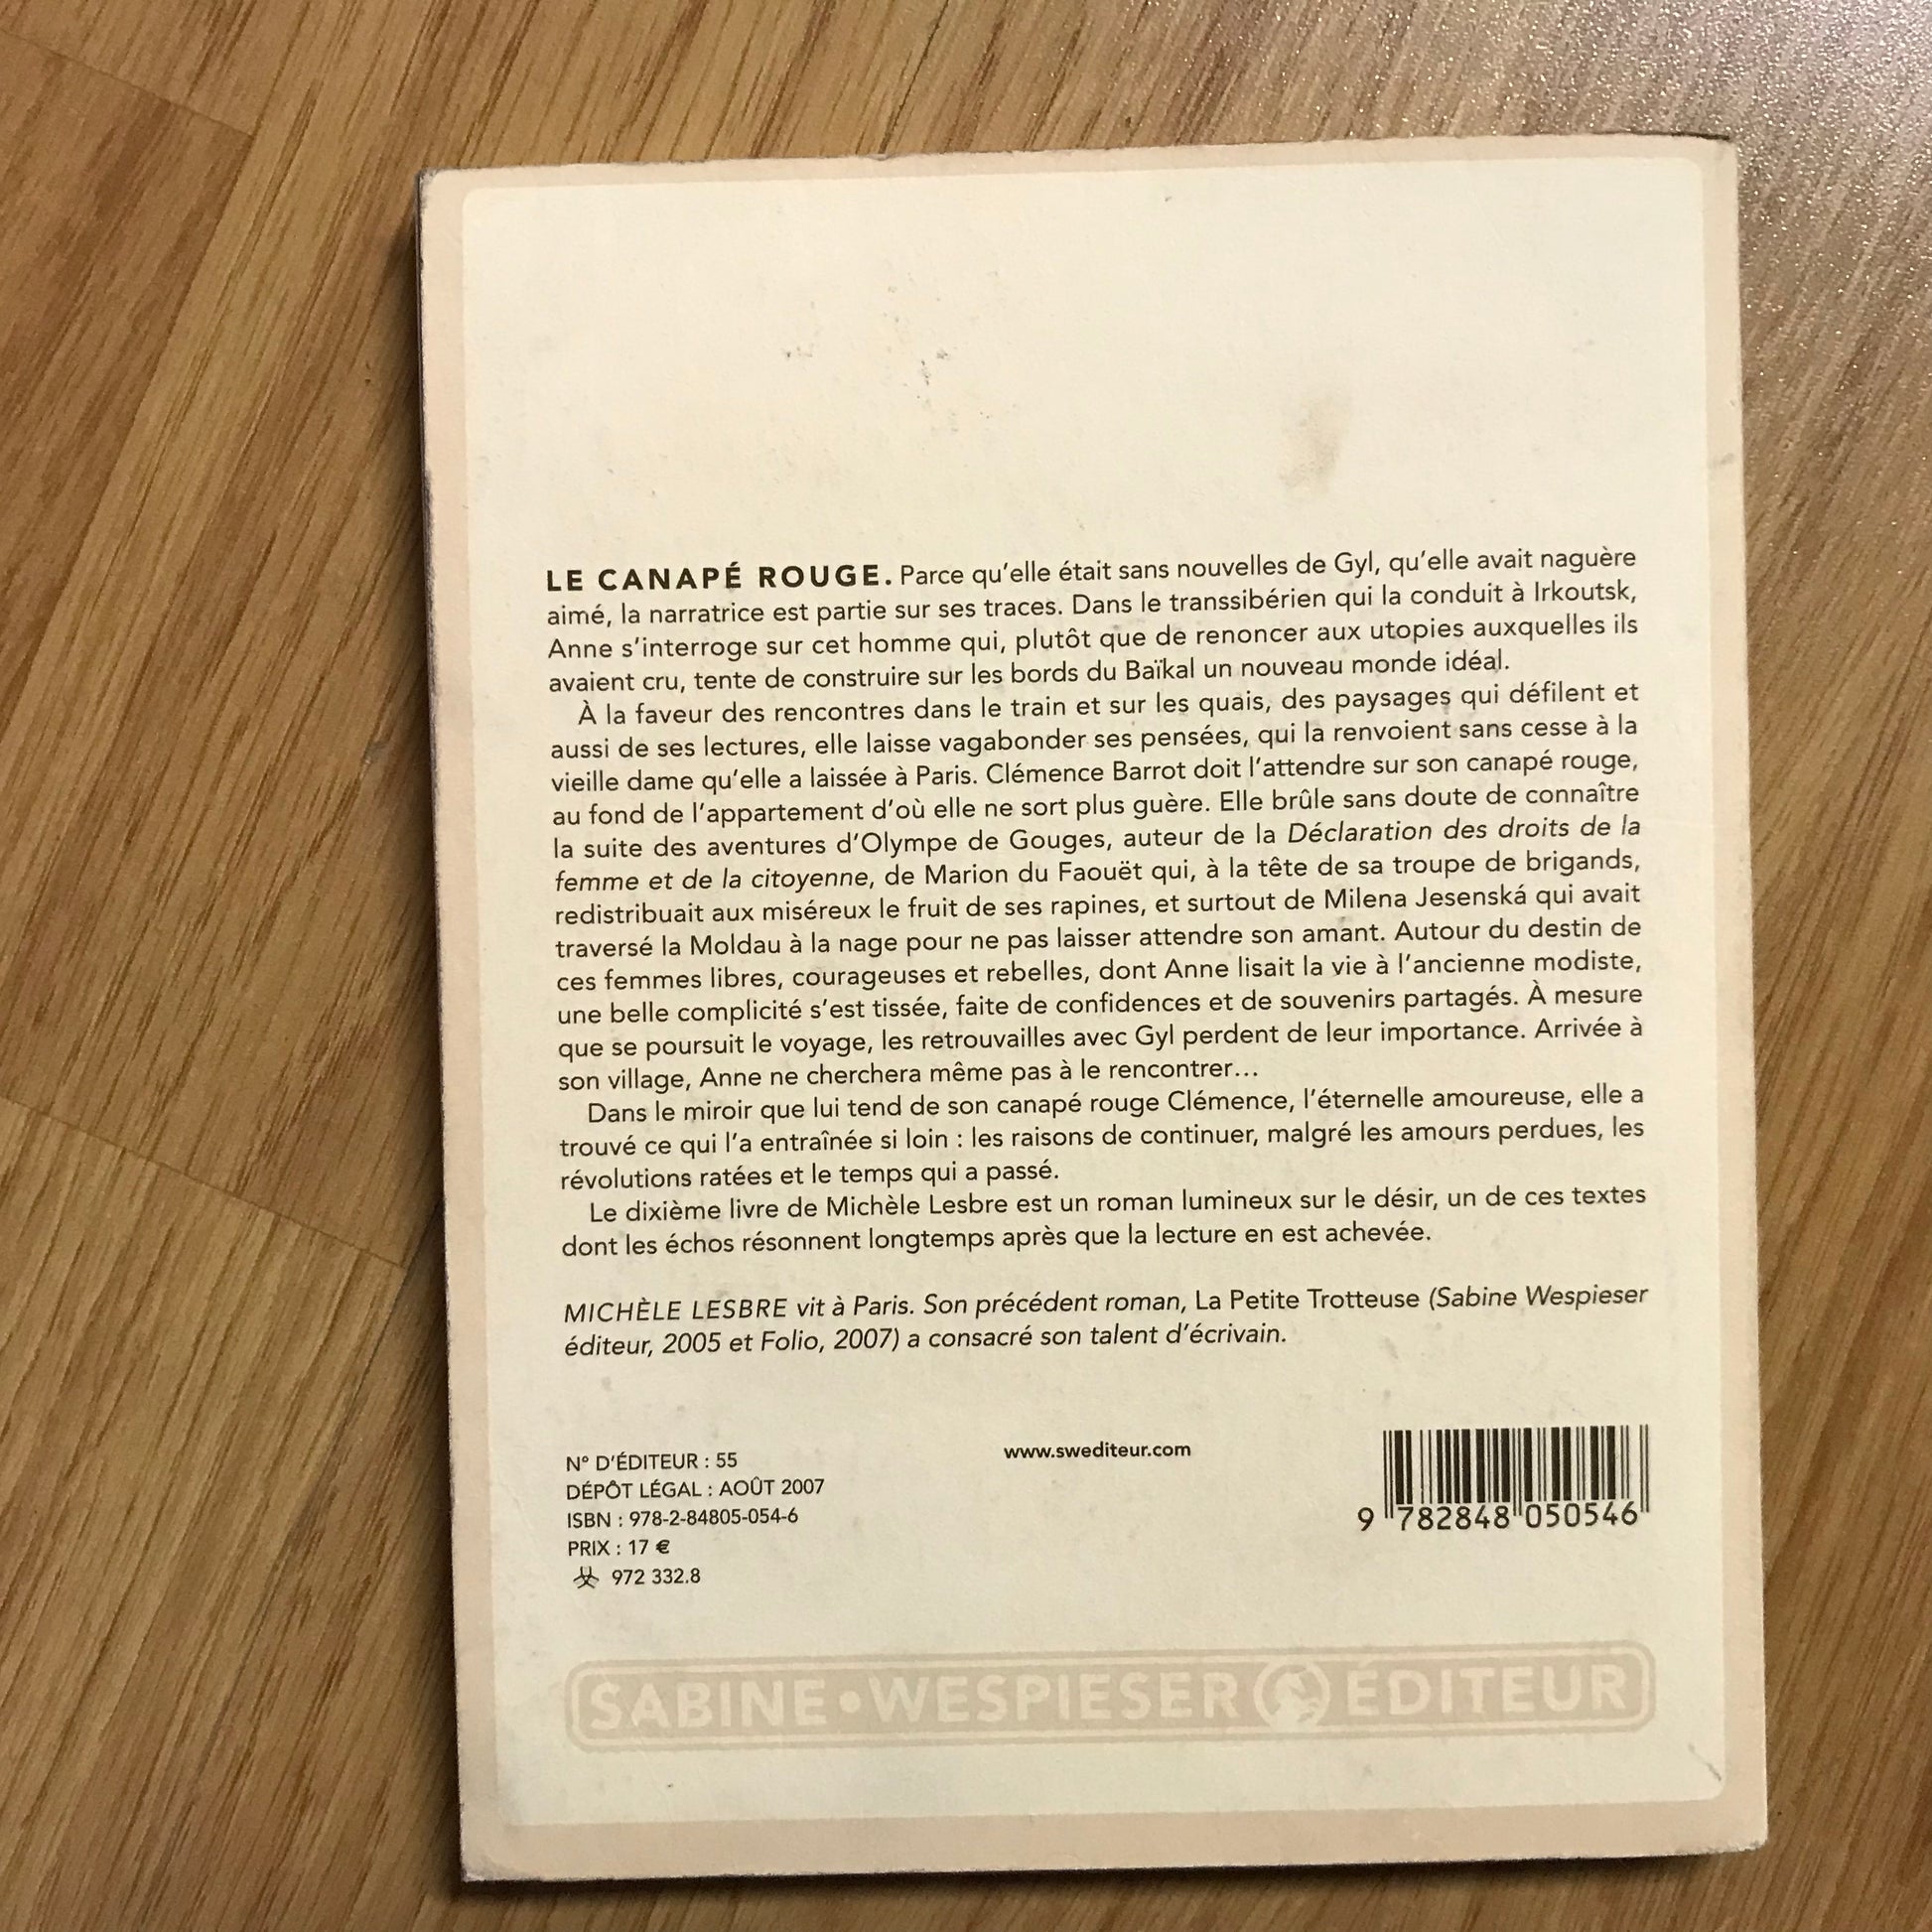 LE CANAPÉ ROUGE. Parce qu'elle était sans nouvelles de Gyl, qu'elle avait naguère
aimé, la narratrice est partie sur ses traces. Dans le transsibérien qui la conduit à Irkoutsk,
Anne s'interroge sur cet homme qui, plutôt que de renoncer aux utopies auxquelles ils
avaient cru, tente de construire sur les bords du Baïkal un nouveau monde idéal.
À la faveur des rencontres dans le train et sur les quais, des paysages qui défilent et
aussi de ses lectures, elle laisse vagabonder ses pensées, qui la renvoient sans cesse à la
vieille dame qu'elle a laissée à Paris. Clémence Barrot doit l'attendre sur son canapé rouge,
au fond de l'appartement d'où elle ne sort plus guère. Elle brûle sans doute de connaître
la suite des aventures d'Olympe de Gouges, auteur de la Déclaration des droits de la
femme et de la citoyenne, de Marion du Faouët qui, à la tête de sa troupe de brigands,
redistribuait aux miséreux le fruit de ses rapines, et surtout de Milena Jesenská qui avait
traversé la Moldau à la nage pour ne pas laisser attendre son amant. Autour du destin de
ces femmes libres, courageuses et rebelles, dont Anne lisait la vie à l'ancienne modiste,
une belle complicité s'est tissée, faite de confidences et de souvenirs partagés. À mesure
que se poursuit le voyage, les retrouvailles avec Gyl perdent de leur importance. Arrivée à
son village, Anne ne cherchera même pas à le rencontrer…
Dans le miroir que lui tend de son canapé rouge Clémence, l'éternelle amoureuse, elle a
trouvé ce qui l'a entraînée si loin : les raisons de continuer, malgré les amours perdues, les
révolutions ratées et le temps qui a passé.
Le dixième livre de Michèle Lesbre est un roman lumineux sur le désir, un de ces textes
dont les échos résonnent longtemps après que la lecture en est achevée.
MICHÈLE LESBRE vit à Paris. Son précédent roman, La Petite Trotteuse (Sabine Wespieser
éditeur, 2005 et Folio, 2007) a consacré son talent d'écrivain.
N° D'ÉDITEUR : 55
DÉPÔT LÉGAL : AOÛT 2007
ISBN : 978-2-84805-054-6
PRIX : 17 €
972 332.8
www.swediteur.com
9 782848 050546
SABINE•WESPIESER ÉDITEUR